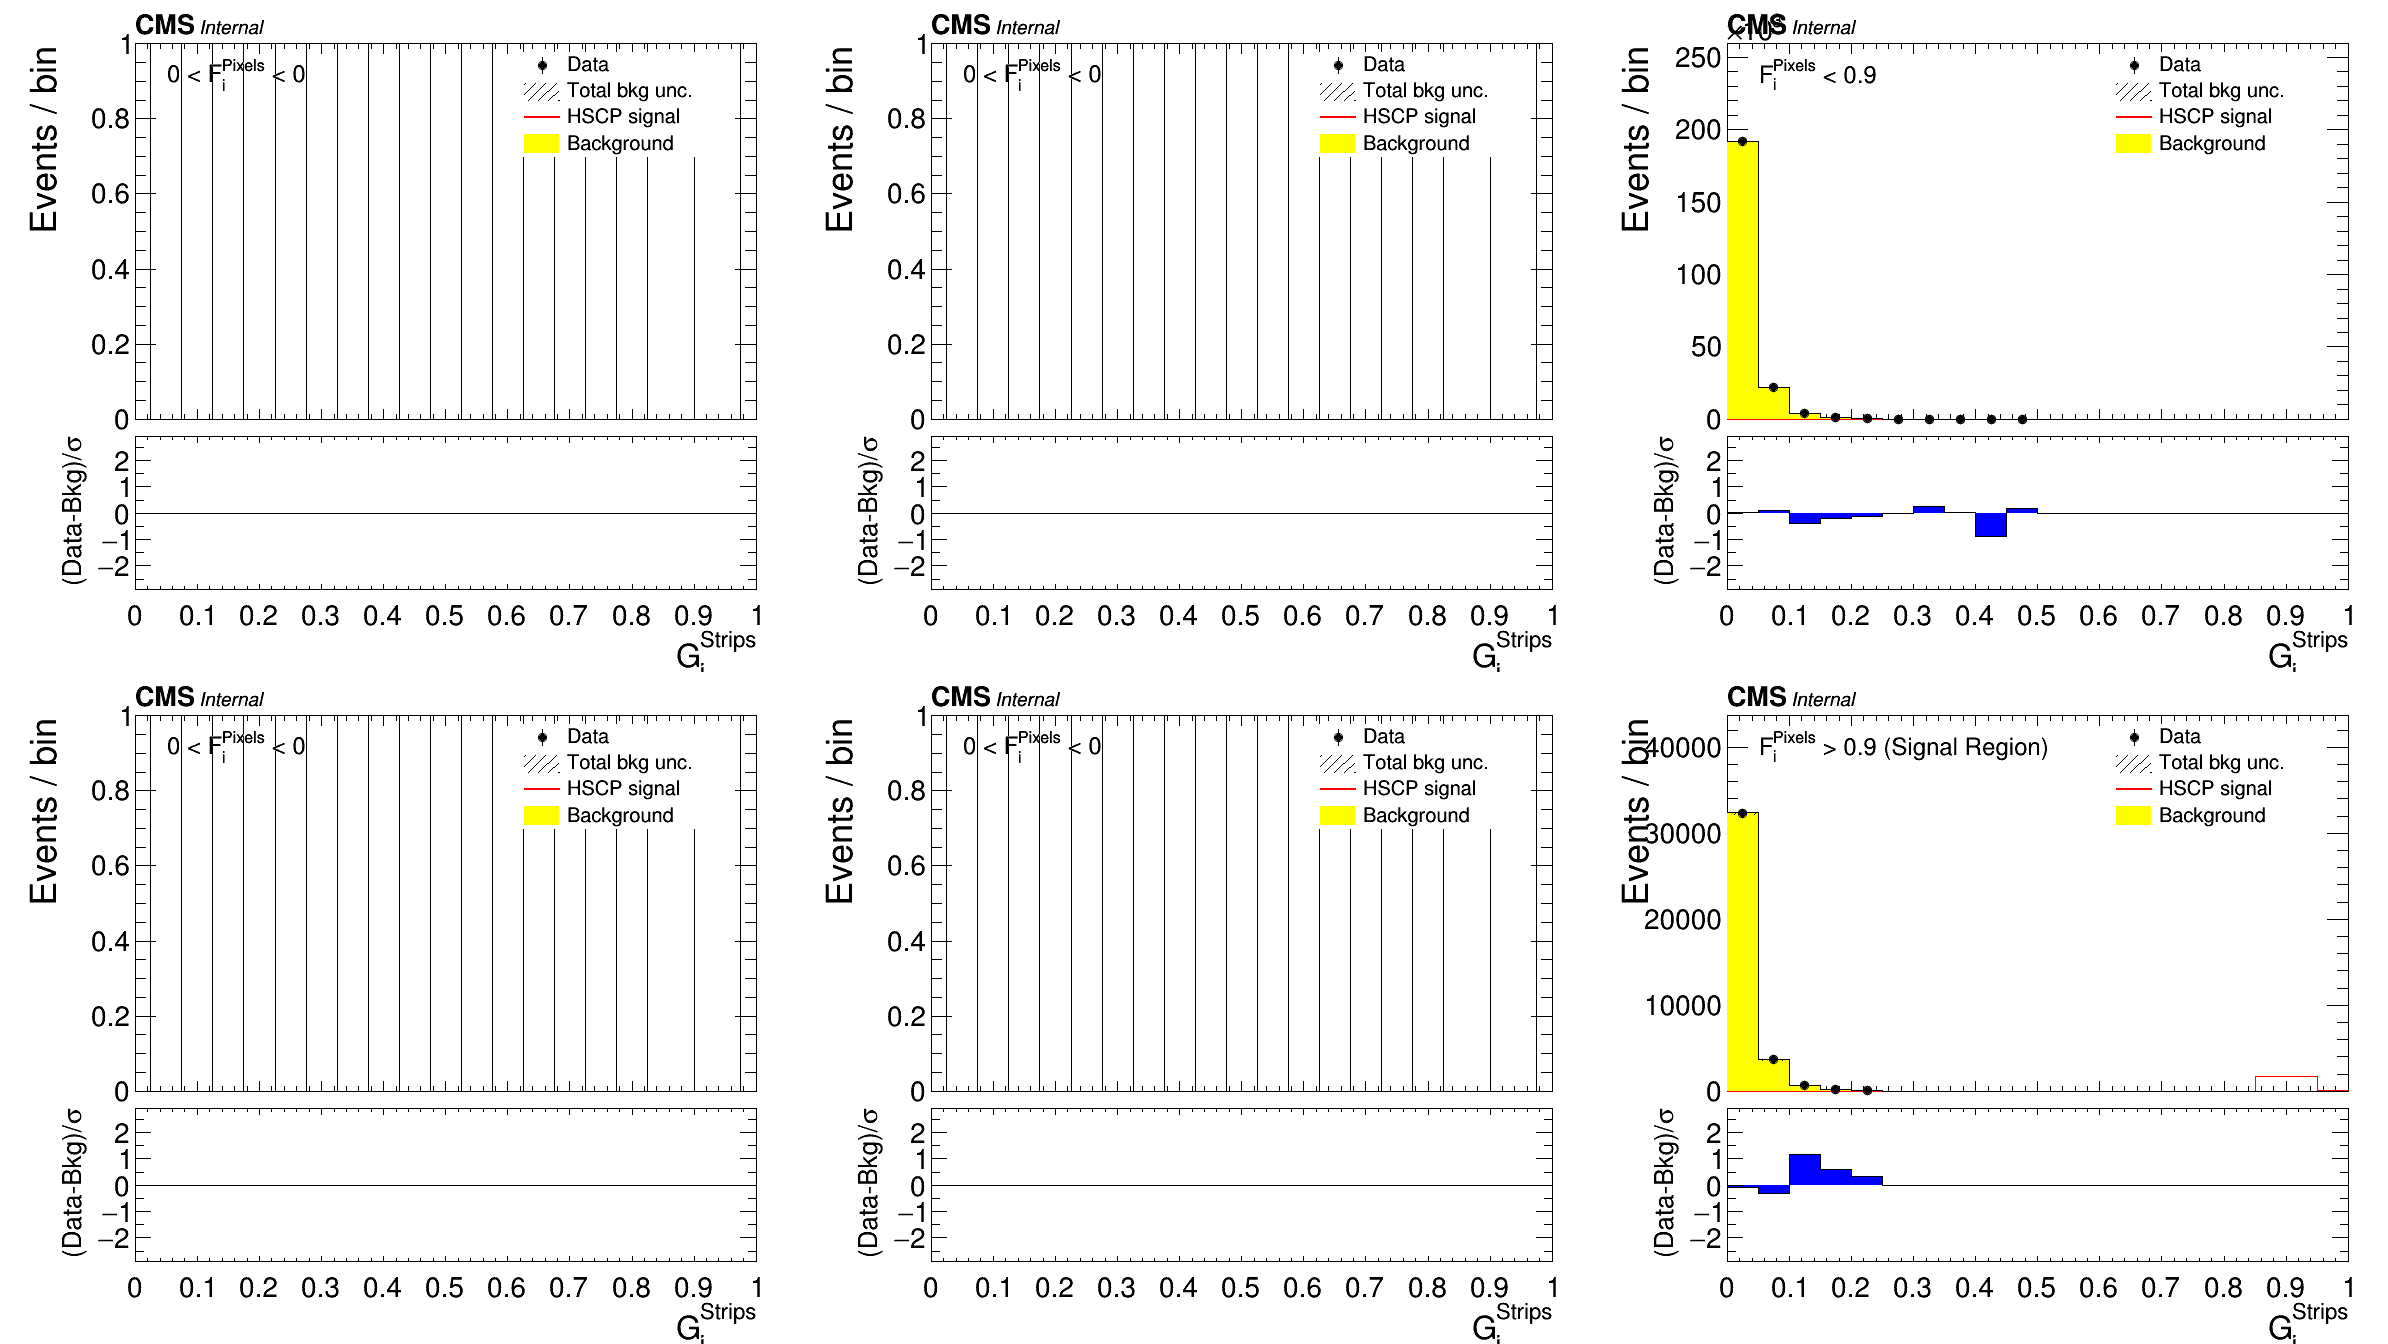 CMS Internal
Events / bin
0 < F_i^Pixels < 0
Data
Total bkg unc.
HSCP signal
Background
1
0.8
0.6
0.4
0.2
0
(Data-Bkg)/σ
2
1
0
−1
−2
0 0.1 0.2 0.3 0.4 0.5 0.6 0.7 0.8 0.9 1
G_i^Strips
CMS Internal
Events / bin
0 < F_i^Pixels < 0
Data
Total bkg unc.
HSCP signal
Background
1
0.8
0.6
0.4
0.2
0
(Data-Bkg)/σ
2
1
0
−1
−2
0 0.1 0.2 0.3 0.4 0.5 0.6 0.7 0.8 0.9 1
G_i^Strips
CMS Internal
Events / bin
F_i^Pixels < 0.9
Data
Total bkg unc.
HSCP signal
Background
250
200
150
100
50
0
(Data-Bkg)/σ
2
1
0
−1
−2
0 0.1 0.2 0.3 0.4 0.5 0.6 0.7 0.8 0.9 1
G_i^Strips
CMS Internal
Events / bin
0 < F_i^Pixels < 0
Data
Total bkg unc.
HSCP signal
Background
1
0.8
0.6
0.4
0.2
0
(Data-Bkg)/σ
2
1
0
−1
−2
0 0.1 0.2 0.3 0.4 0.5 0.6 0.7 0.8 0.9 1
G_i^Strips
CMS Internal
Events / bin
0 < F_i^Pixels < 0
Data
Total bkg unc.
HSCP signal
Background
1
0.8
0.6
0.4
0.2
0
(Data-Bkg)/σ
2
1
0
−1
−2
0 0.1 0.2 0.3 0.4 0.5 0.6 0.7 0.8 0.9 1
G_i^Strips
CMS Internal
Events / bin
F_i^Pixels > 0.9 (Signal Region)
Data
Total bkg unc.
HSCP signal
Background
40000
30000
20000
10000
0
(Data-Bkg)/σ
2
1
0
−1
−2
0 0.1 0.2 0.3 0.4 0.5 0.6 0.7 0.8 0.9 1
G_i^Strips